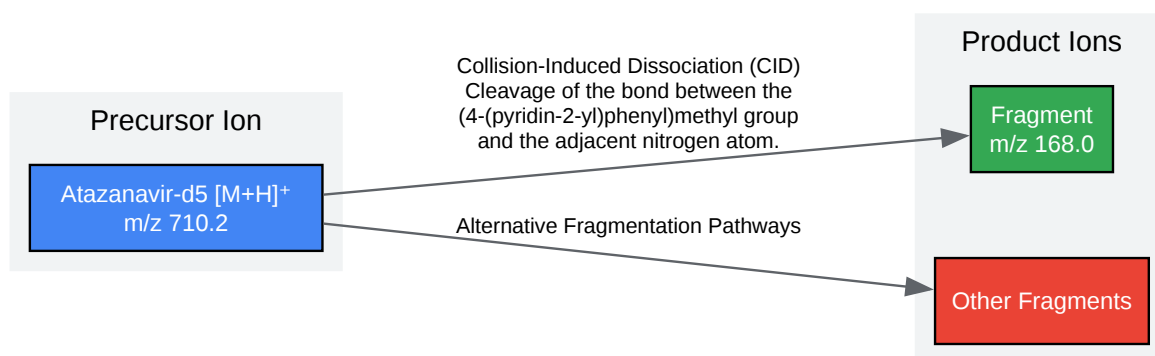 Precursor Ion
Atazanavir-d5 [M+H]⁺
m/z 710.2
Collision-Induced Dissociation (CID)
Cleavage of the bond between the
(4-(pyridin-2-yl)phenyl)methyl group
and the adjacent nitrogen atom.
Alternative Fragmentation Pathways
Product Ions
Fragment
m/z 168.0
Other Fragments